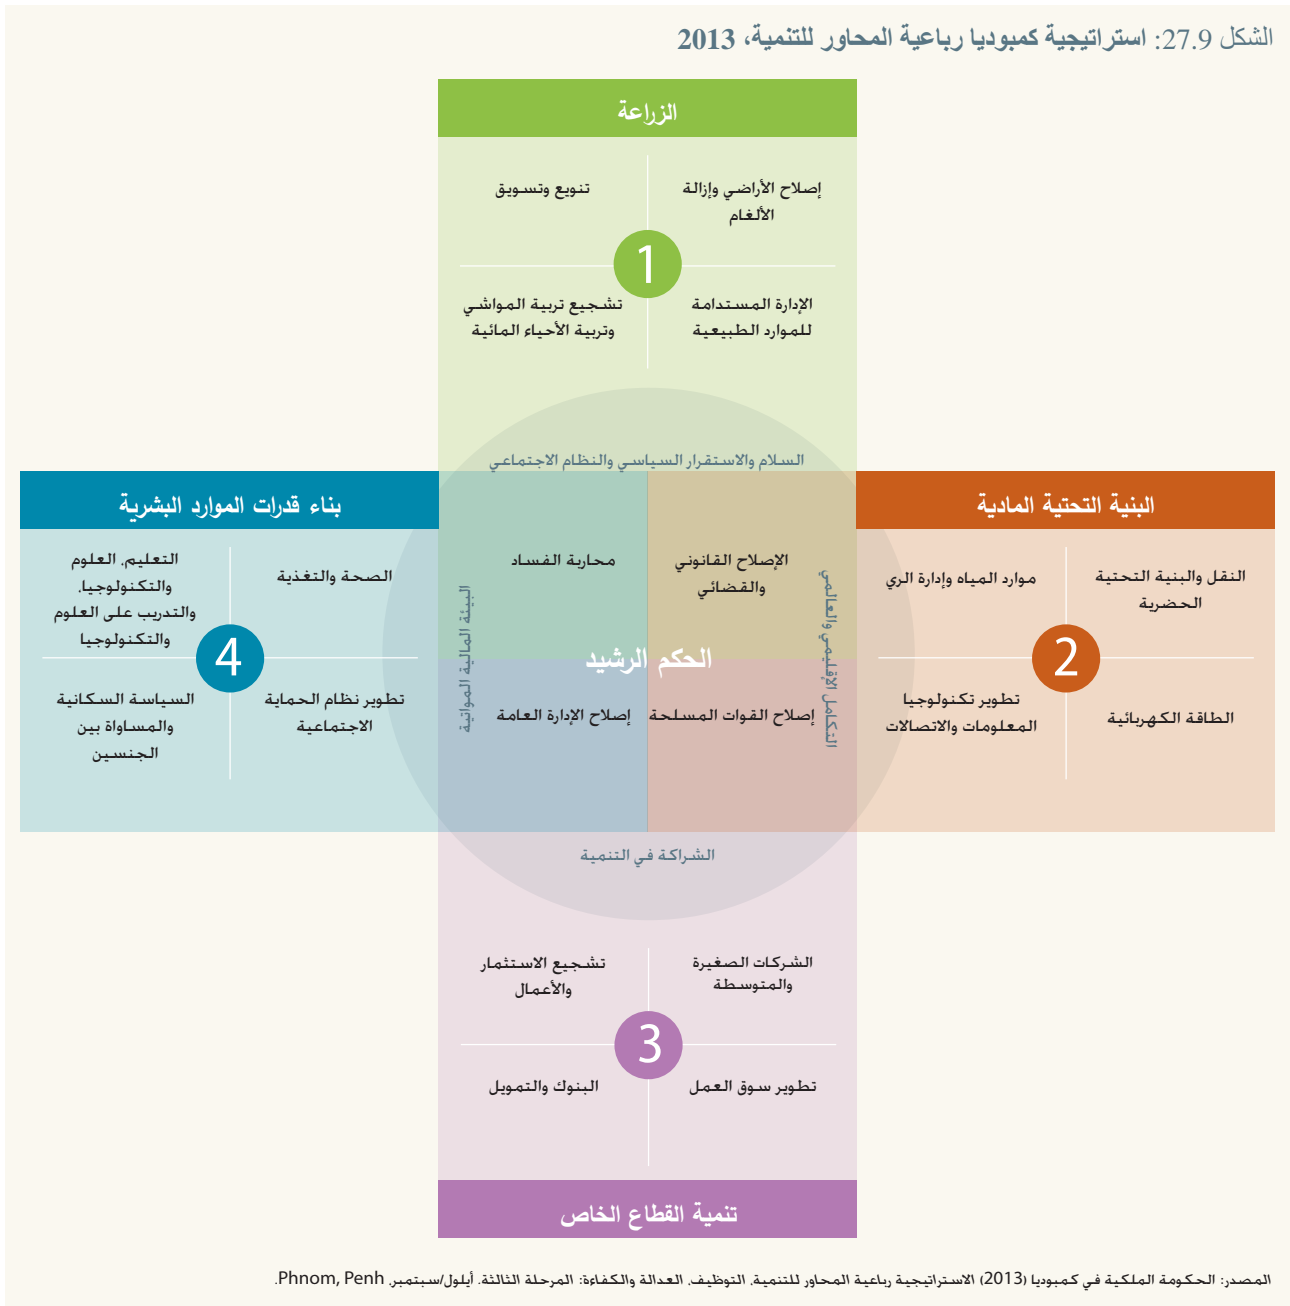 الشكل 27.9: استراتيجية كمبوديا رباعية المحاور للتنمية، 2013
الزراعة
إصلاح الأراضي وإزالة
الألغام
تنويع وتسويق
1
الإدارة المستدامة
للموارد الطبيعية
تشجيع تربية المواشي
وتربية الأحياء المائية
السلام والاستقرار السياسي والنظام الاجتماعي
البنية التحتية المادية
النقل والبنية التحتية
الحضرية
موارد المياه وإدارة الري
2
الطاقة الكهربائية
تطوير تكنولوجيا
المعلومات والاتصالات
التكامل الإقليمي والعالمي
الإصلاح القانوني
والقضائي
محاربة الفساد
الحكم الرشيد
إصلاح القوات المسلحة
إصلاح الإدارة العامة
البيئة المالية المواتية
بناء قدرات الموارد البشرية
الصحة والتغذية
التعليم، العلوم
والتكنولوجيا،
والتدريب على العلوم
والتكنولوجيا
4
تطوير نظام الحماية
الاجتماعية
السياسة السكانية
والمساواة بين
الجنسين
الشراكة في التنمية
الشركات الصغيرة
والمتوسطة
تشجيع الاستثمار
والأعمال
3
تطوير سوق العمل
البنوك والتمويل
تنمية القطاع الخاص
المصدر: الحكومة الملكية في كمبوديا (2013) الاستراتيجية رباعية المحاور للتنمية، التوظيف، العدالة والكفاءة: المرحلة الثالثة. أيلول/سبتمبر، Phnom, Penh.